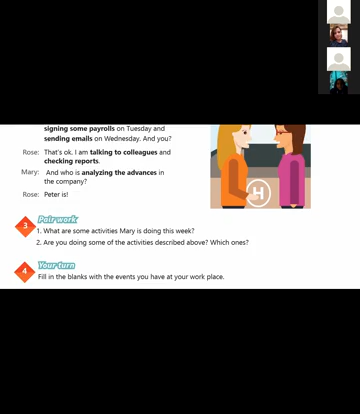 signing some payrolls on Tuesday and
sending emails on Wednesday. And you?
Rose: That's ok. I am talking to colleagues and
checking reports.
Mary: And who is analyzing the advances in
the company?
Rose: Peter is!
H
3 Pair work
1. What are some activities Mary is doing this week?
2. Are you doing some of the activities described above? Which ones?
4 Your turn
Fill in the blanks with the events you have at your work place.